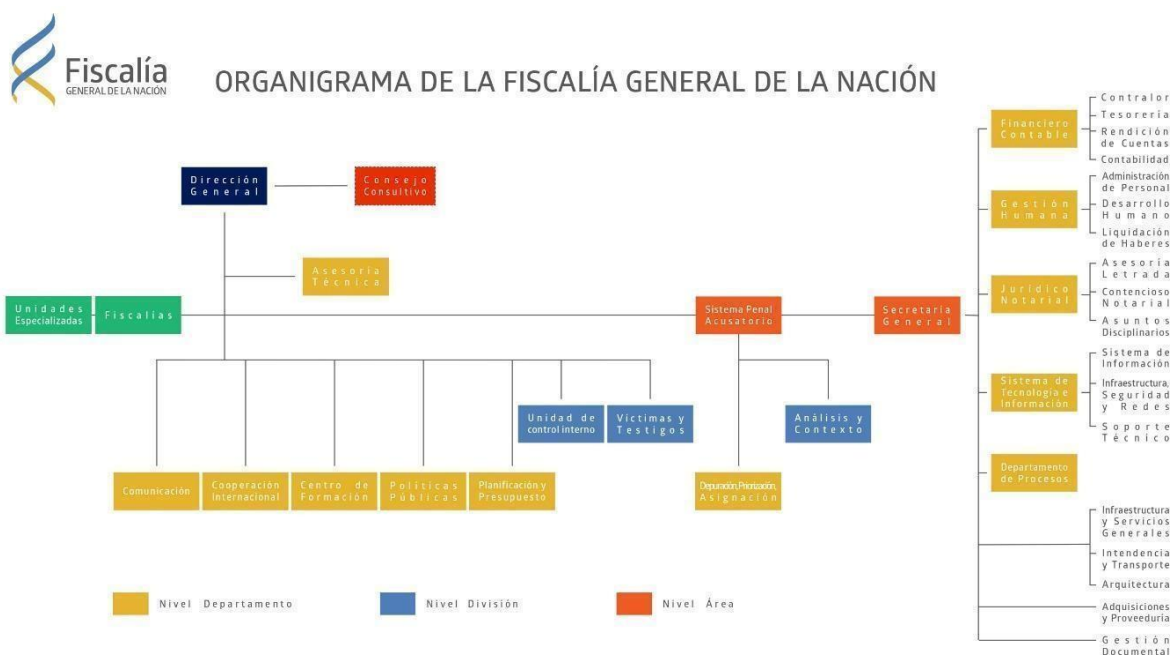 Fiscalía
GENERAL DE LA NACIÓN
ORGANIGRAMA DE LA FISCALÍA GENERAL DE LA NACIÓN
Dirección
General
Consejo
Consultivo
Asesoría
Técnica
Unidades
Especializadas
Fiscalías
Sistema Penal
Acusatorio
Secretaría
General
Unidad de
control interno
Víctimas y
Testigos
Análisis y
Contexto
Comunicación
Cooperación
Internacional
Centro de
Formación
Políticas
Públicas
Planificación y
Presupuesto
Depuración, Priorización,
Asignación
Financiero
Contable
Contralor
Tesorería
Rendición
de Cuentas
Contabilidad
Gestión
Humana
Administración
de Personal
Desarrollo
Humano
Liquidación
de Haberes
Jurídico
Notarial
Asesoría
Letrada
Contencioso
Notarial
Asuntos
Disciplinarios
Sistema de
Tecnología e
Información
Sistema de
Información
Infraestructura,
Seguridad
y Redes
Soporte
Técnico
Departamento
de Procesos
Infraestructura
y Servicios
Generales
Intendencia
y Transporte
Arquitectura
Adquisiciones
y Proveeduría
Gestión
Documental
Nivel Departamento
Nivel División
Nivel Área